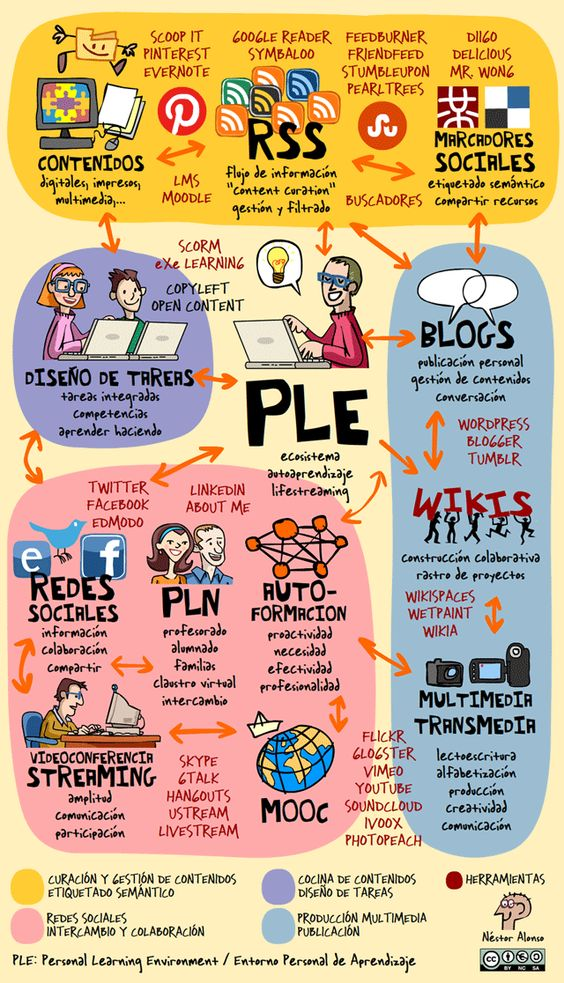 SCOOP IT
PINTEREST
EVERNOTE
GOOGLE READER
SYMBALOO
FEEDBURNER
FRIENDFEED
STUMBLEUPON
PEARLTREES
DIIGO
DELICIOUS
MR. WONG
CONTENIDOS
digitales, impresos,
multimedia,...
LMS
MOODLE
RSS
flujo de información
"content curation"
gestión y filtrado
BUSCADORES
MARCADORES
SOCIALES
etiquetado semántico
compartir recursos
SCORM
eXe LEARNING
COPYLEFT
OPEN CONTENT
DISEÑO DE TAREAS
tareas integradas
competencias
aprender haciendo
PLE
ecosistema
autoaprendizaje
lifestreaming
BLOGS
publicación personal
gestión de contenidos
conversación
WORDPRESS
BLOGGER
TUMBLR
WIKIS
construcción colaborativa
rastro de proyectos
WIKISPACES
WETPAINT
WIKIA
TWITTER
FACEBOOK
EDMODO
LINKEDIN
ABOUT ME
e
f
REDES
SOCIALES
información
colaboración
compartir
PLN
profesorado
alumnado
familias
claustro virtual
intercambio
AUTO-
FORMACION
proactividad
necesidad
efectividad
profesionalidad
MULTIMEDIA
TRANSMEDIA
lectoescritura
alfabetización
producción
creatividad
comunicación
VIDEOCONFERENCIA
STREAMING
amplitud
comunicación
participación
SKYPE
GTALK
HANGOUTS
USTREAM
LIVESTREAM
MOOC
FLICKR
GLOGSTER
VIMEO
YOUTUBE
SOUNDCLOUD
IVOOX
PHOTOPEACH
CURACIÓN Y GESTIÓN DE CONTENIDOS
ETIQUETADO SEMÁNTICO
COCINA DE CONTENIDOS
DISEÑO DE TAREAS
HERRAMIENTAS
REDES SOCIALES
INTERCAMBIO Y COLABORACIÓN
PRODUCCIÓN MULTIMEDIA
PUBLICACIÓN
Néstor Alonso
PLE: Personal Learning Environment / Entorno Personal de Aprendizaje
CC BY NC SA